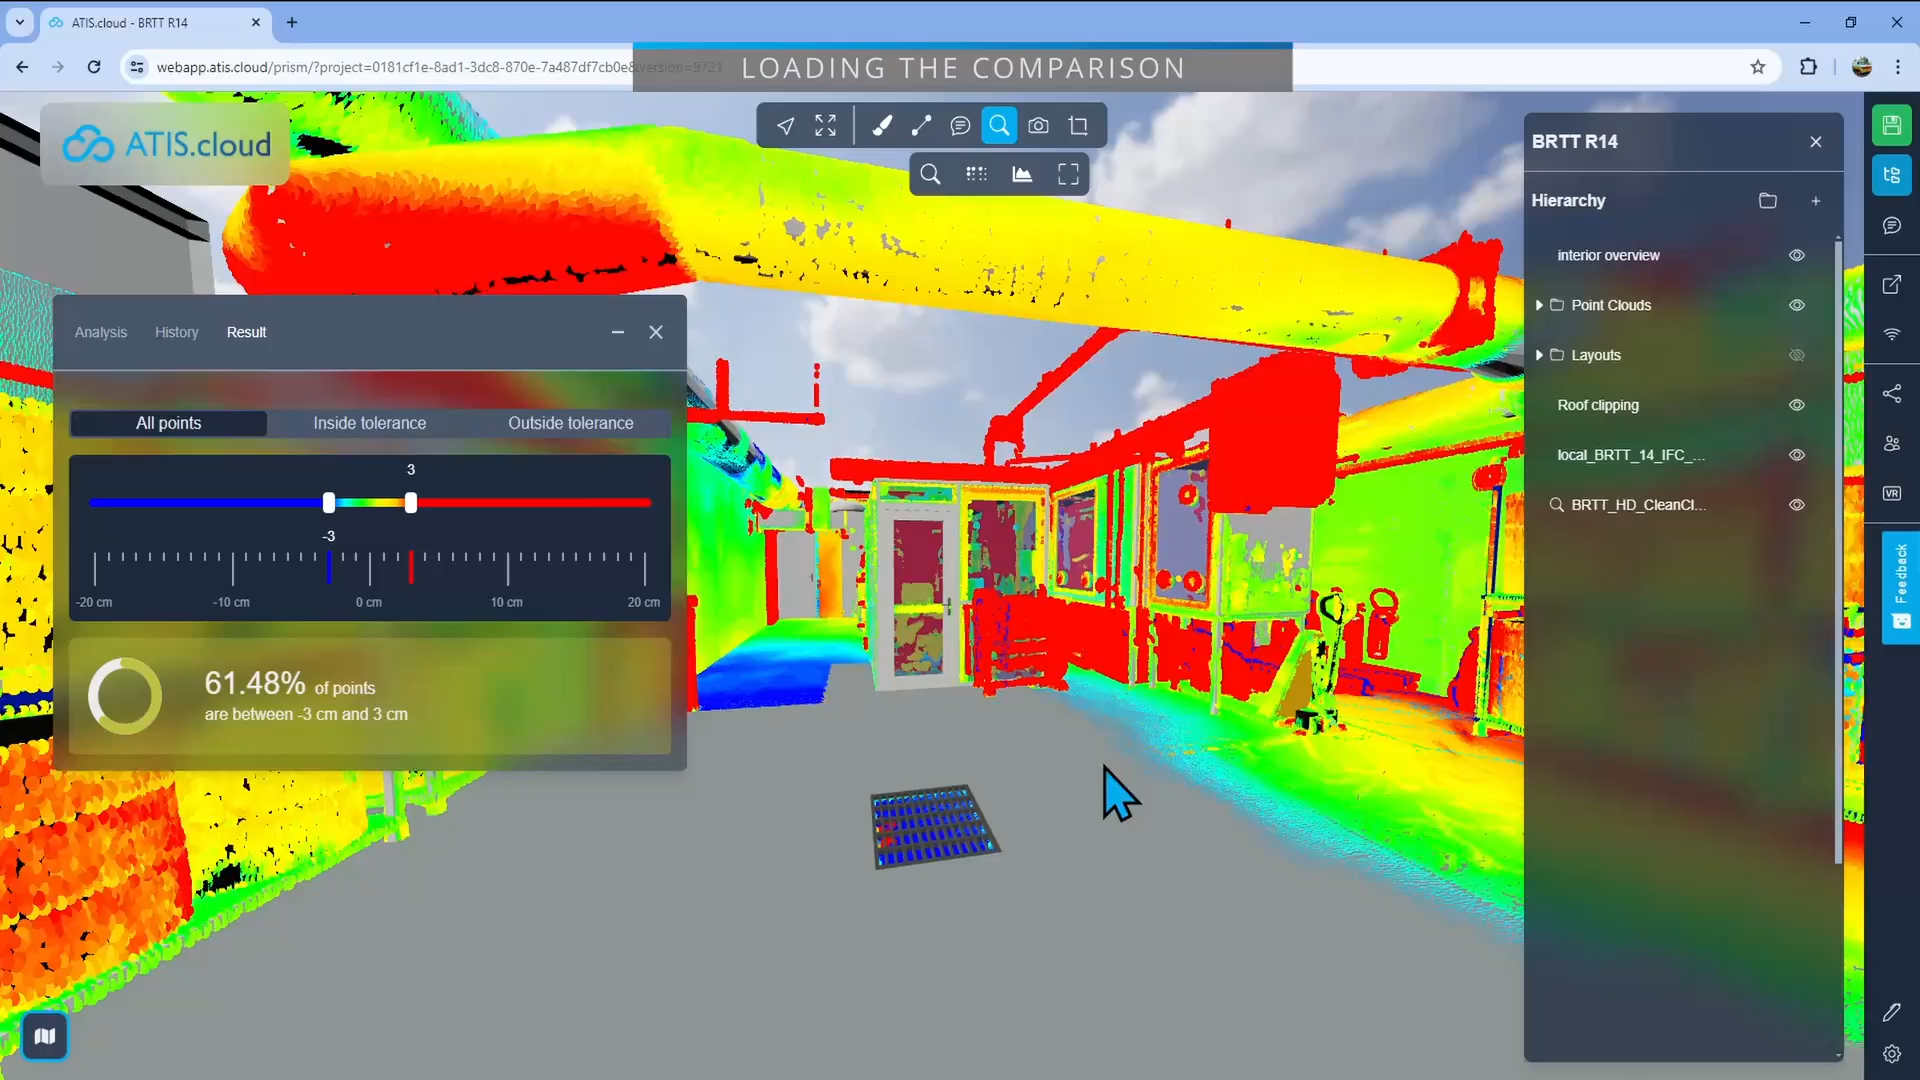 ATIS.cloud - BRTT R14
webapp.atis.cloud/prism/?project=0181cf1e-8ad1-3dc8-870e-7a487df7cb0e&version=9721
LOADING THE COMPARISON
ATIS.cloud
BRTT R14
Hierarchy
interior overview
Point Clouds
Layouts
Roof clipping
local_BRTT_14_IFC_...
BRTT_HD_CleanCl...
Analysis History Result
All points Inside tolerance Outside tolerance
3
-3
-20 cm -10 cm 0 cm 10 cm 20 cm
61.48% of points
are between -3 cm and 3 cm
VR
Feedback